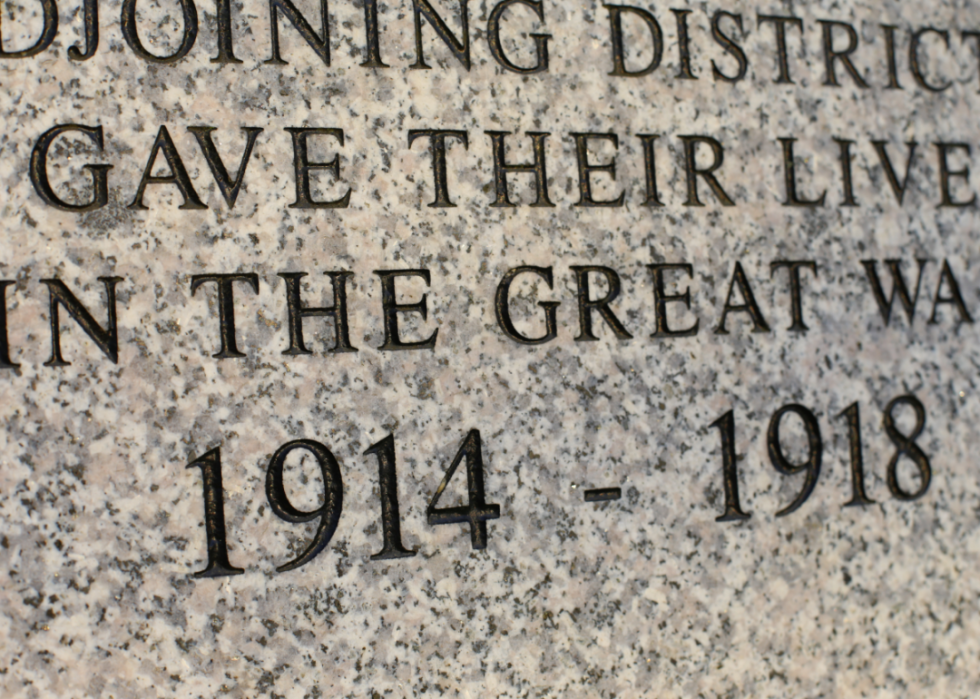 DJOINING DISTRICT
GAVE THEIR LIVE
IN THE GREAT WA
1914 - 1918